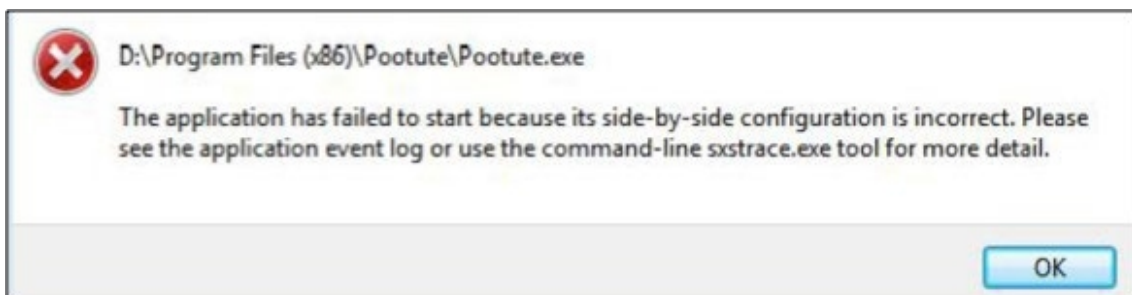 D:\Program Files (x86)\Pootute\Pootute.exe
The application has failed to start because its side-by-side configuration is incorrect. Please
see the application event log or use the command-line sxstrace.exe tool for more detail.
OK